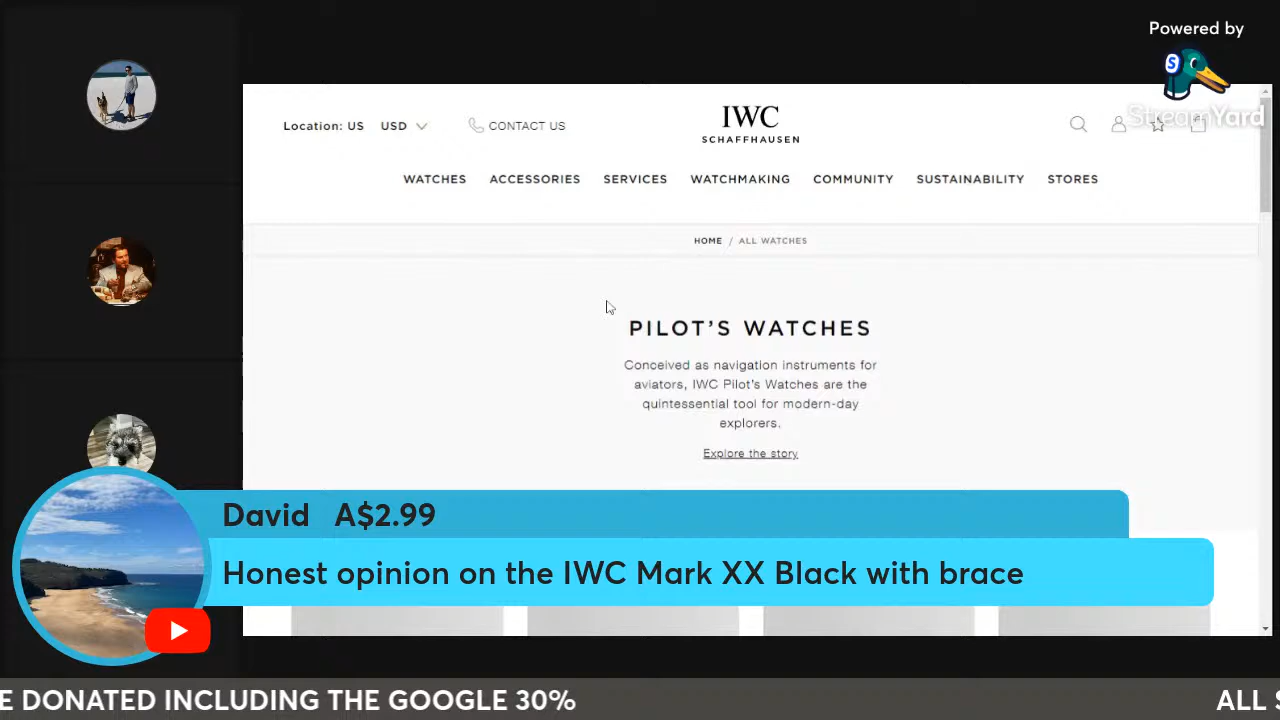 Powered by
StreamYard
Location: US USD CONTACT US
IWC
SCHAFFHAUSEN
WATCHES ACCESSORIES SERVICES WATCHMAKING COMMUNITY SUSTAINABILITY STORES
HOME / ALL WATCHES
PILOT'S WATCHES
Conceived as navigation instruments for
aviators, IWC Pilot's Watches are the
quintessential tool for modern-day
explorers.
Explore the story
David A$2.99
Honest opinion on the IWC Mark XX Black with brace
E DONATED INCLUDING THE GOOGLE 30% ALL S